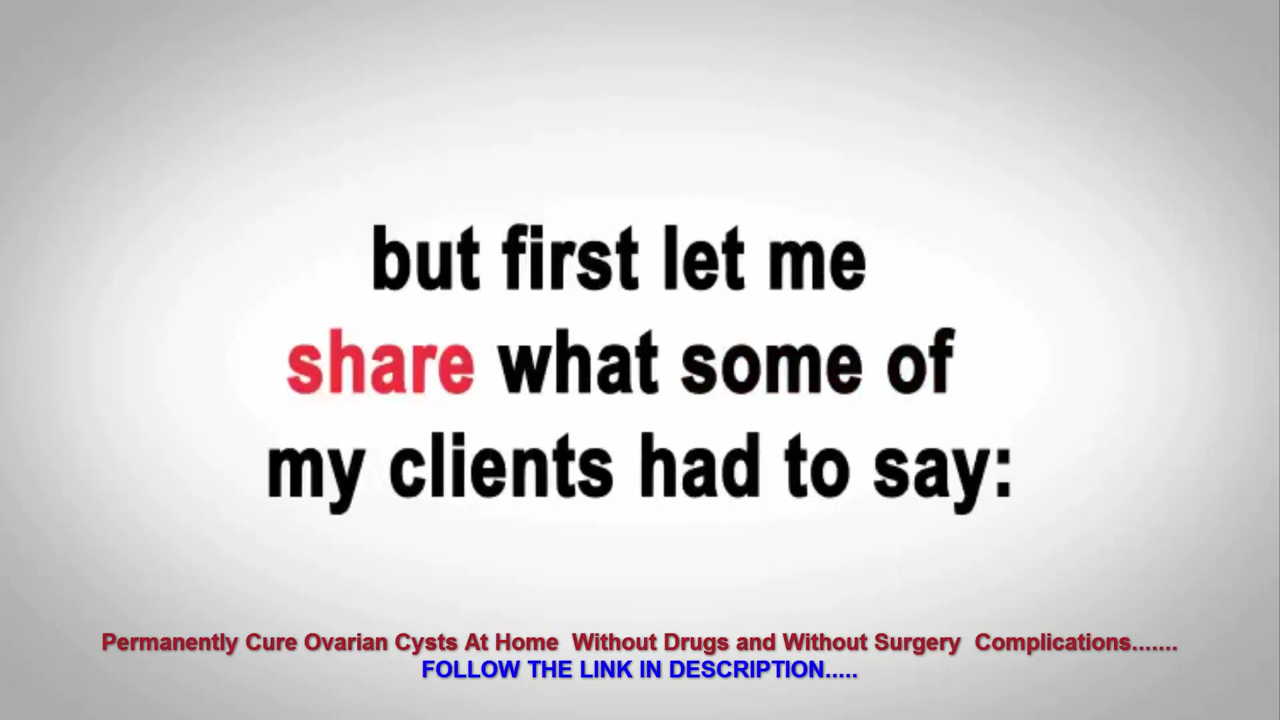 but first let me
share what some of
my clients had to say:
Permanently Cure Ovarian Cysts At Home  Without Drugs and Without Surgery  Complications.......
FOLLOW THE LINK IN DESCRIPTION.....